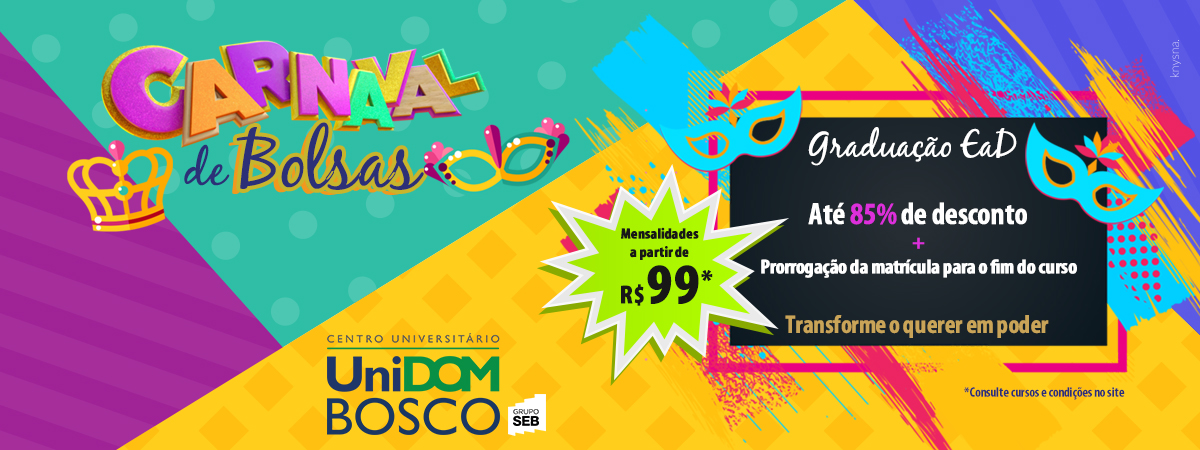 CARNAVAL
de Bolsas
CENTRO UNIVERSITÁRIO
UniDOM
BOSCO
GRUPO
SEB
Mensalidades
a partir de
R$ 99*
Graduação EaD
Até 85% de desconto
+
Prorrogação da matrícula para o fim do curso
Transforme o querer em poder
*Consulte cursos e condições no site
knysna.